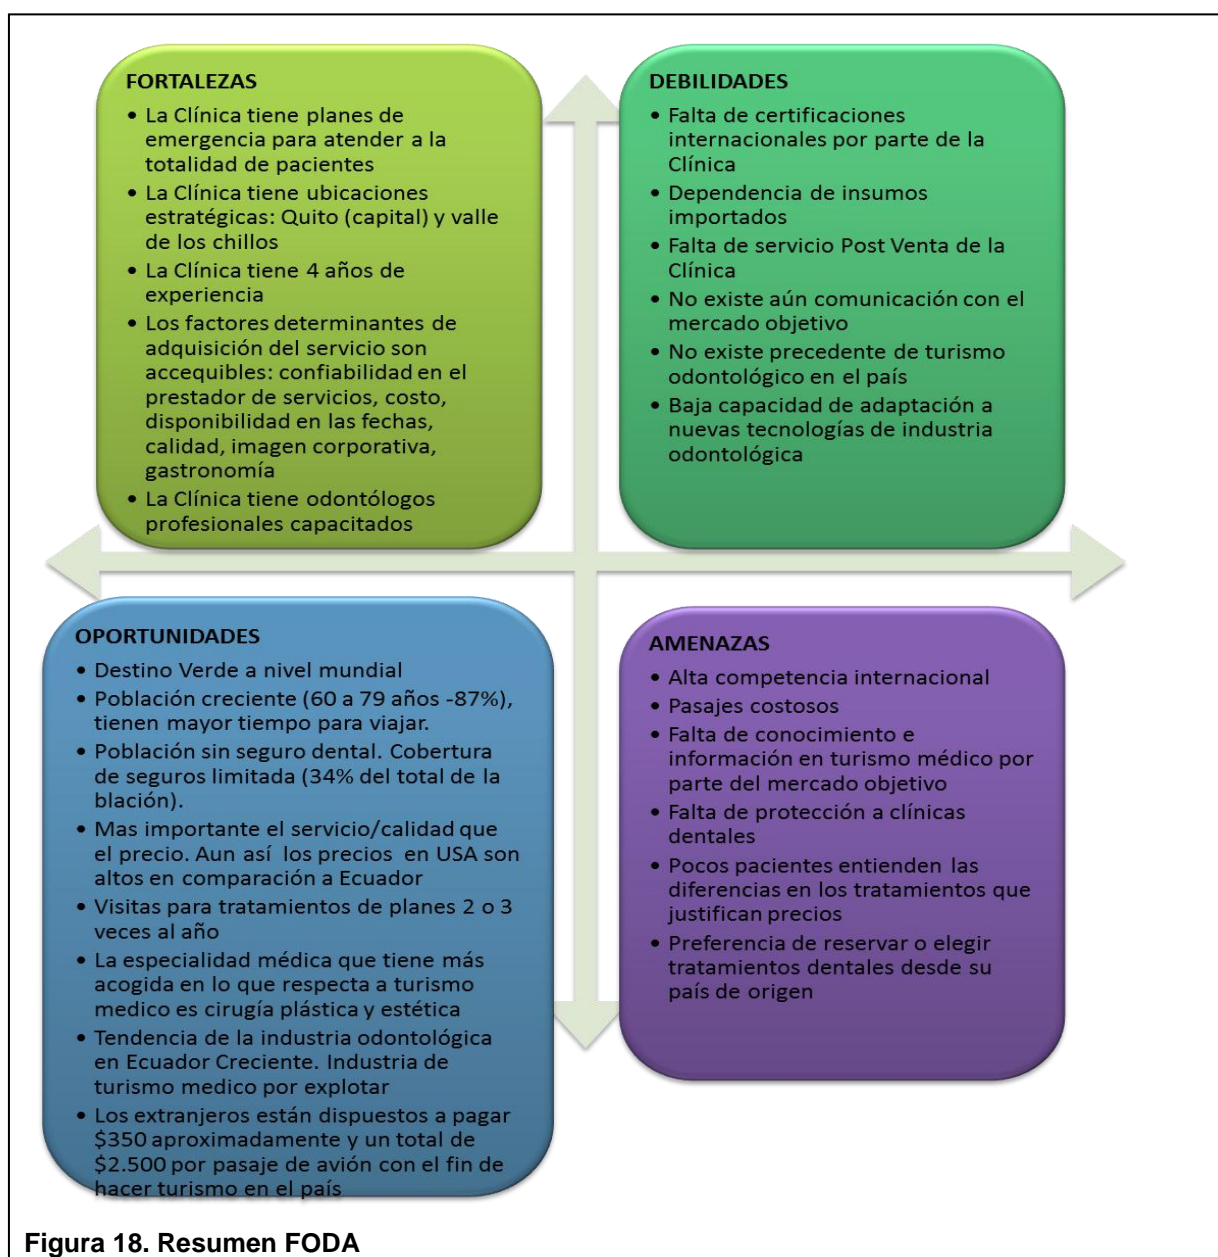 FORTALEZAS
• La Clínica tiene planes de
emergencia para atender a la
totalidad de pacientes
• La Clínica tiene ubicaciones
estratégicas: Quito (capital) y valle
de los chillos
• La Clínica tiene 4 años de
experiencia
• Los factores determinantes de
adquisición del servicio son
accequibles: confiabilidad en el
prestador de servicios, costo,
disponibilidad en las fechas,
calidad, imagen corporativa,
gastronomía
• La Clínica tiene odontólogos
profesionales capacitados
DEBILIDADES
• Falta de certificaciones
internacionales por parte de la
Clínica
• Dependencia de insumos
importados
• Falta de servicio Post Venta de la
Clínica
• No existe aún comunicación con el
mercado objetivo
• No existe precedente de turismo
odontológico en el país
• Baja capacidad de adaptación a
nuevas tecnologías de industria
odontológica
OPORTUNIDADES
• Destino Verde a nivel mundial
• Población creciente (60 a 79 años -87%),
tienen mayor tiempo para viajar.
• Población sin seguro dental. Cobertura
de seguros limitada (34% del total de la
blación).
• Mas importante el servicio/calidad que
el precio. Aun así los precios en USA son
altos en comparación a Ecuador
• Visitas para tratamientos de planes 2 o 3
veces al año
• La especialidad médica que tiene más
acogida en lo que respecta a turismo
medico es cirugía plástica y estética
• Tendencia de la industria odontológica
en Ecuador Creciente. Industria de
turismo medico por explotar
• Los extranjeros están dispuestos a pagar
$350 aproximadamente y un total de
$2.500 por pasaje de avión con el fin de
hacer turismo en el país
AMENAZAS
• Alta competencia internacional
• Pasajes costosos
• Falta de conocimiento e
información en turismo médico por
parte del mercado objetivo
• Falta de protección a clínicas
dentales
• Pocos pacientes entienden las
diferencias en los tratamientos que
justifican precios
• Preferencia de reservar o elegir
tratamientos dentales desde su
país de origen
Figura 18. Resumen FODA